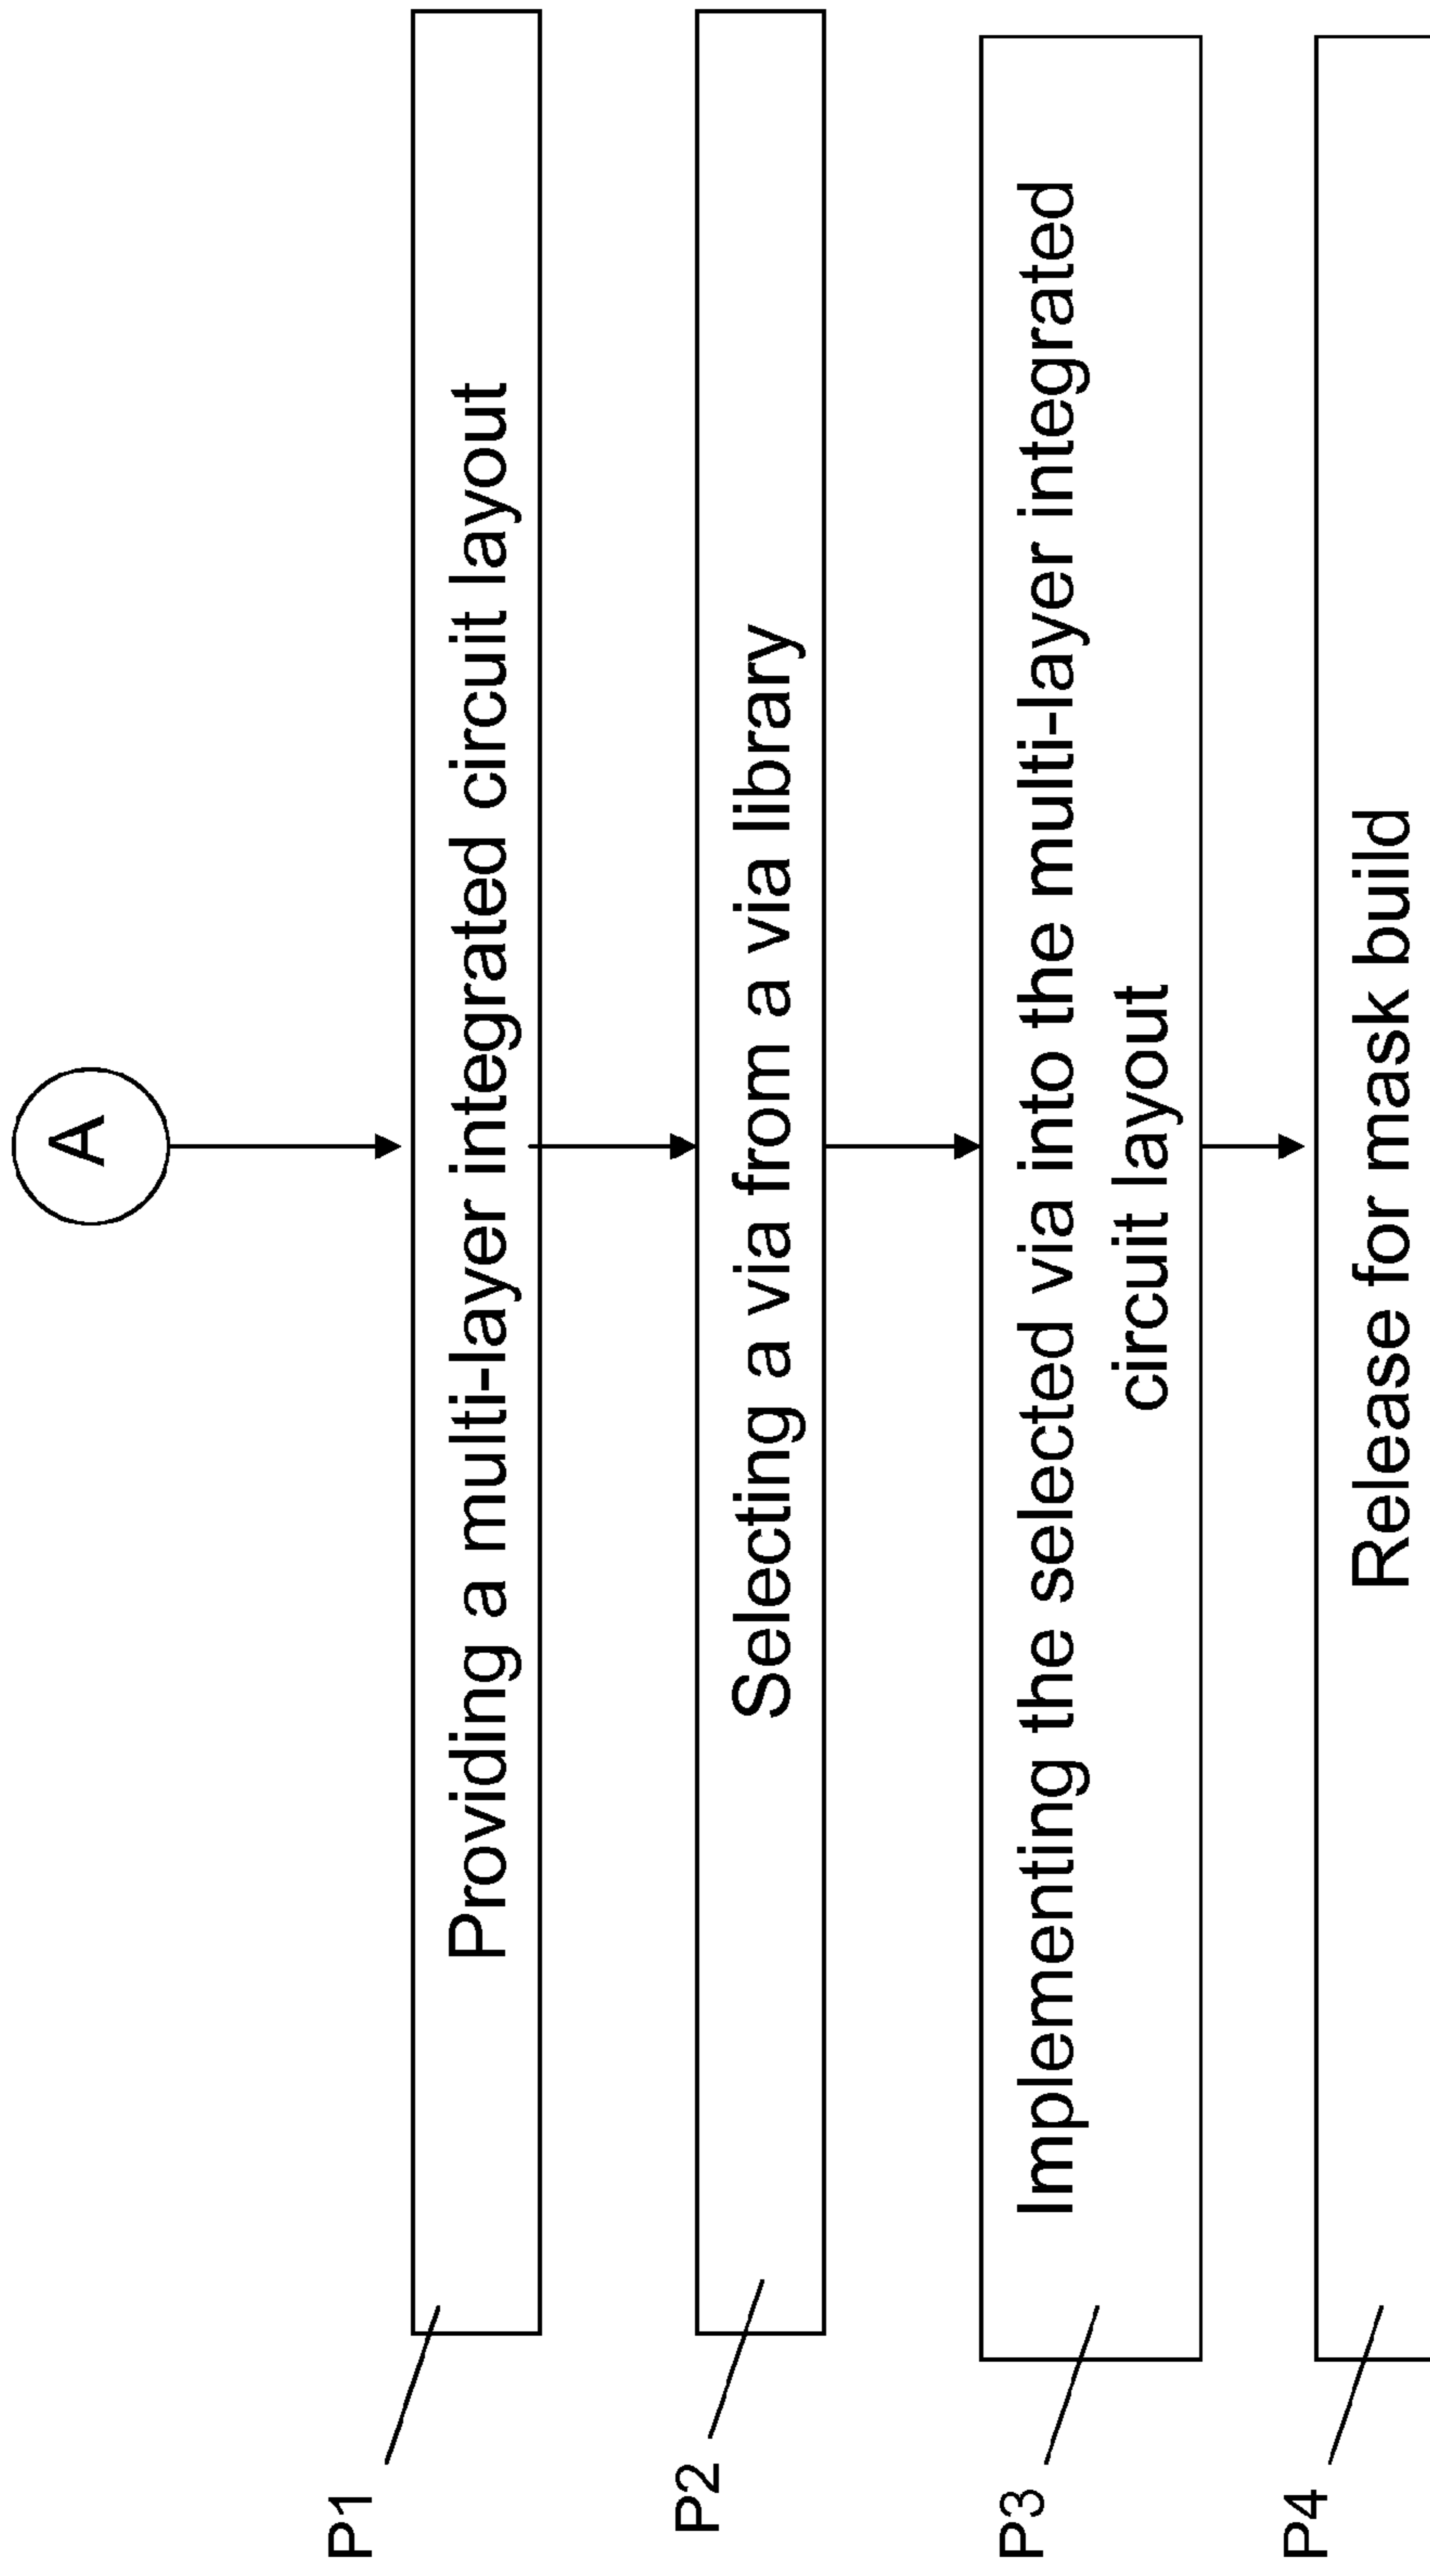 A
P1
Providing a multi-layer integrated circuit layout
P2
Selecting a via from a via library
P3
Implementing the selected via into the multi-layer integrated
circuit layout
P4
Release for mask build